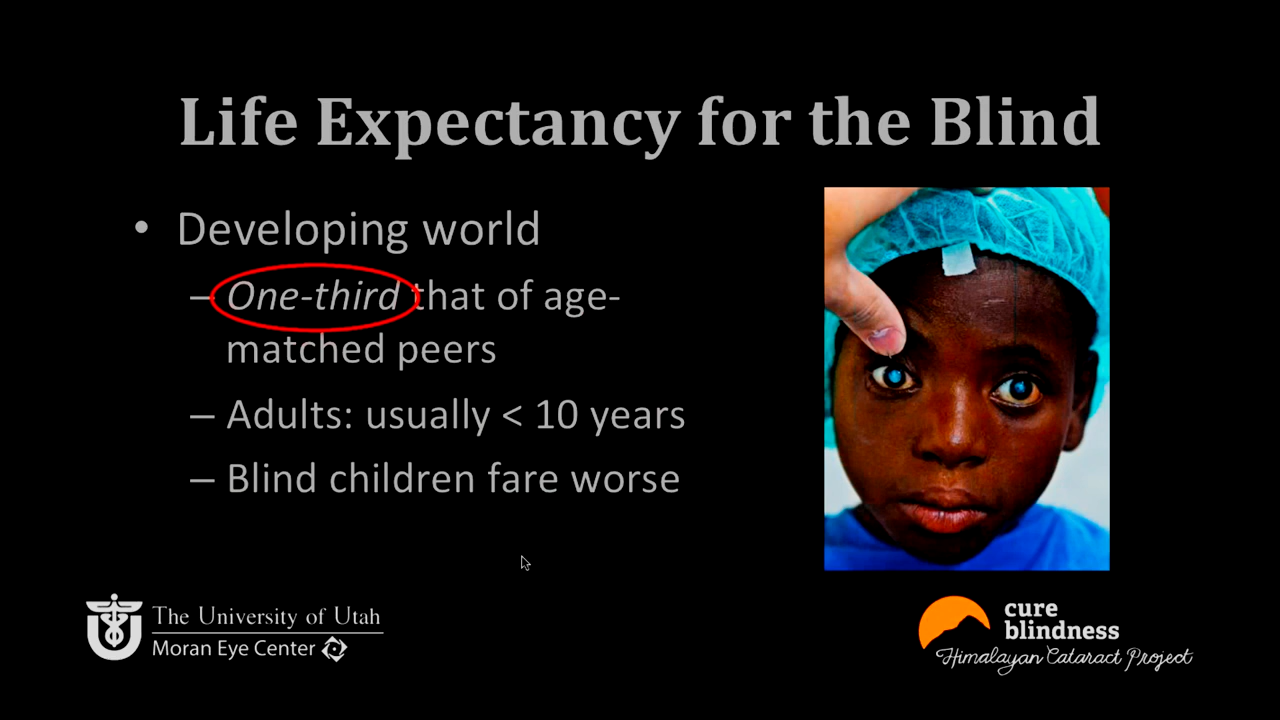 Life Expectancy for the Blind
• Developing world
– One-third that of age-
matched peers
– Adults: usually < 10 years
– Blind children fare worse
The University of Utah
Moran Eye Center
cure
blindness
Himalayan Cataract Project